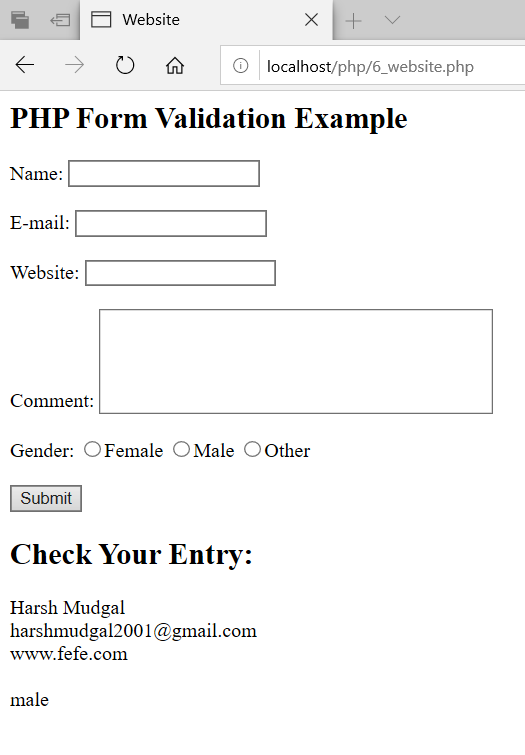 Website
localhost/php/6_website.php
PHP Form Validation Example
Name:
E-mail:
Website:
Comment:
Gender: Female Male Other
Submit
Check Your Entry:
Harsh Mudgal
harshmudgal2001@gmail.com
www.fefe.com
male